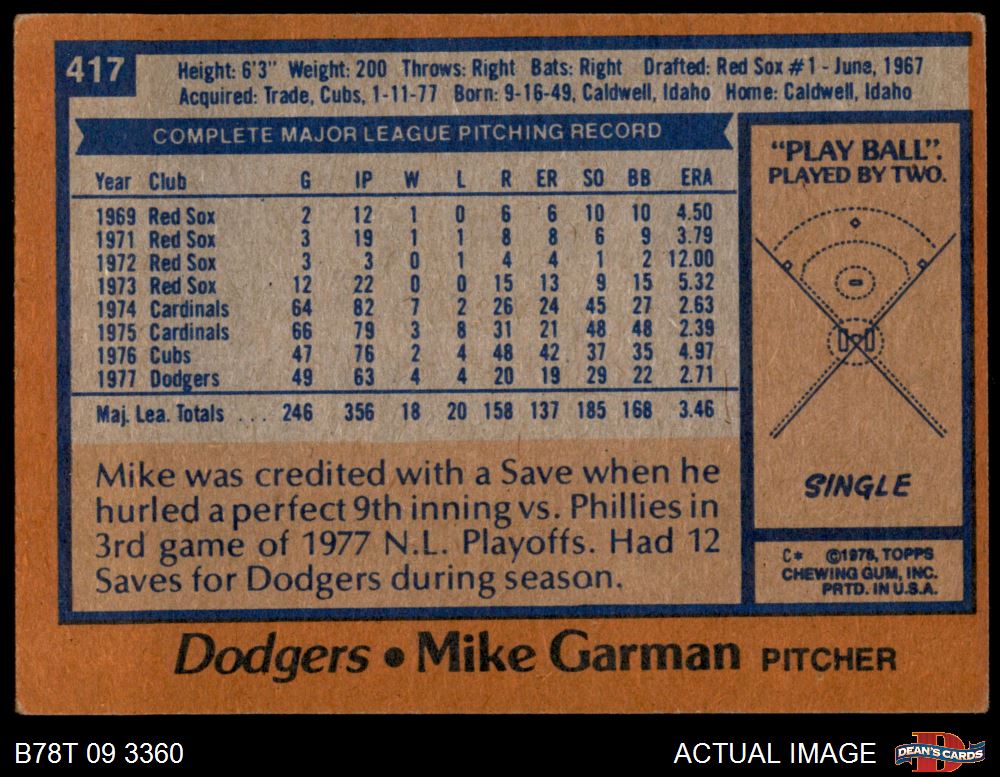 417
Height: 6'3" Weight: 200 Throws: Right Bats: Right Drafted: Red Sox #1 - June, 1967
Acquired: Trade, Cubs, 1-11-77 Born: 9-16-49, Caldwell, Idaho Home: Caldwell, Idaho
COMPLETE MAJOR LEAGUE PITCHING RECORD
Year Club G IP W L R ER SO BB ERA
1969 Red Sox 2 12 1 0 6 6 10 10 4.50
1971 Red Sox 3 19 1 1 8 8 6 9 3.79
1972 Red Sox 3 3 0 1 4 4 1 2 12.00
1973 Red Sox 12 22 0 0 15 13 9 15 5.32
1974 Cardinals 64 82 7 2 26 24 45 27 2.63
1975 Cardinals 66 79 3 8 31 21 48 48 2.39
1976 Cubs 47 76 2 4 48 42 37 35 4.97
1977 Dodgers 49 63 4 4 20 19 29 22 2.71
Maj. Lea. Totals ... 246 356 18 20 158 137 185 168 3.46
Mike was credited with a Save when he
hurled a perfect 9th inning vs. Phillies in
3rd game of 1977 N.L. Playoffs. Had 12
Saves for Dodgers during season.
"PLAY BALL".
PLAYED BY TWO.
SINGLE
C* ©1978, TOPPS
CHEWING GUM, INC.
PRTD. IN U.S.A.
Dodgers • Mike Garman PITCHER
B78T 09 3360
ACTUAL IMAGE
D
DEAN'S CARDS